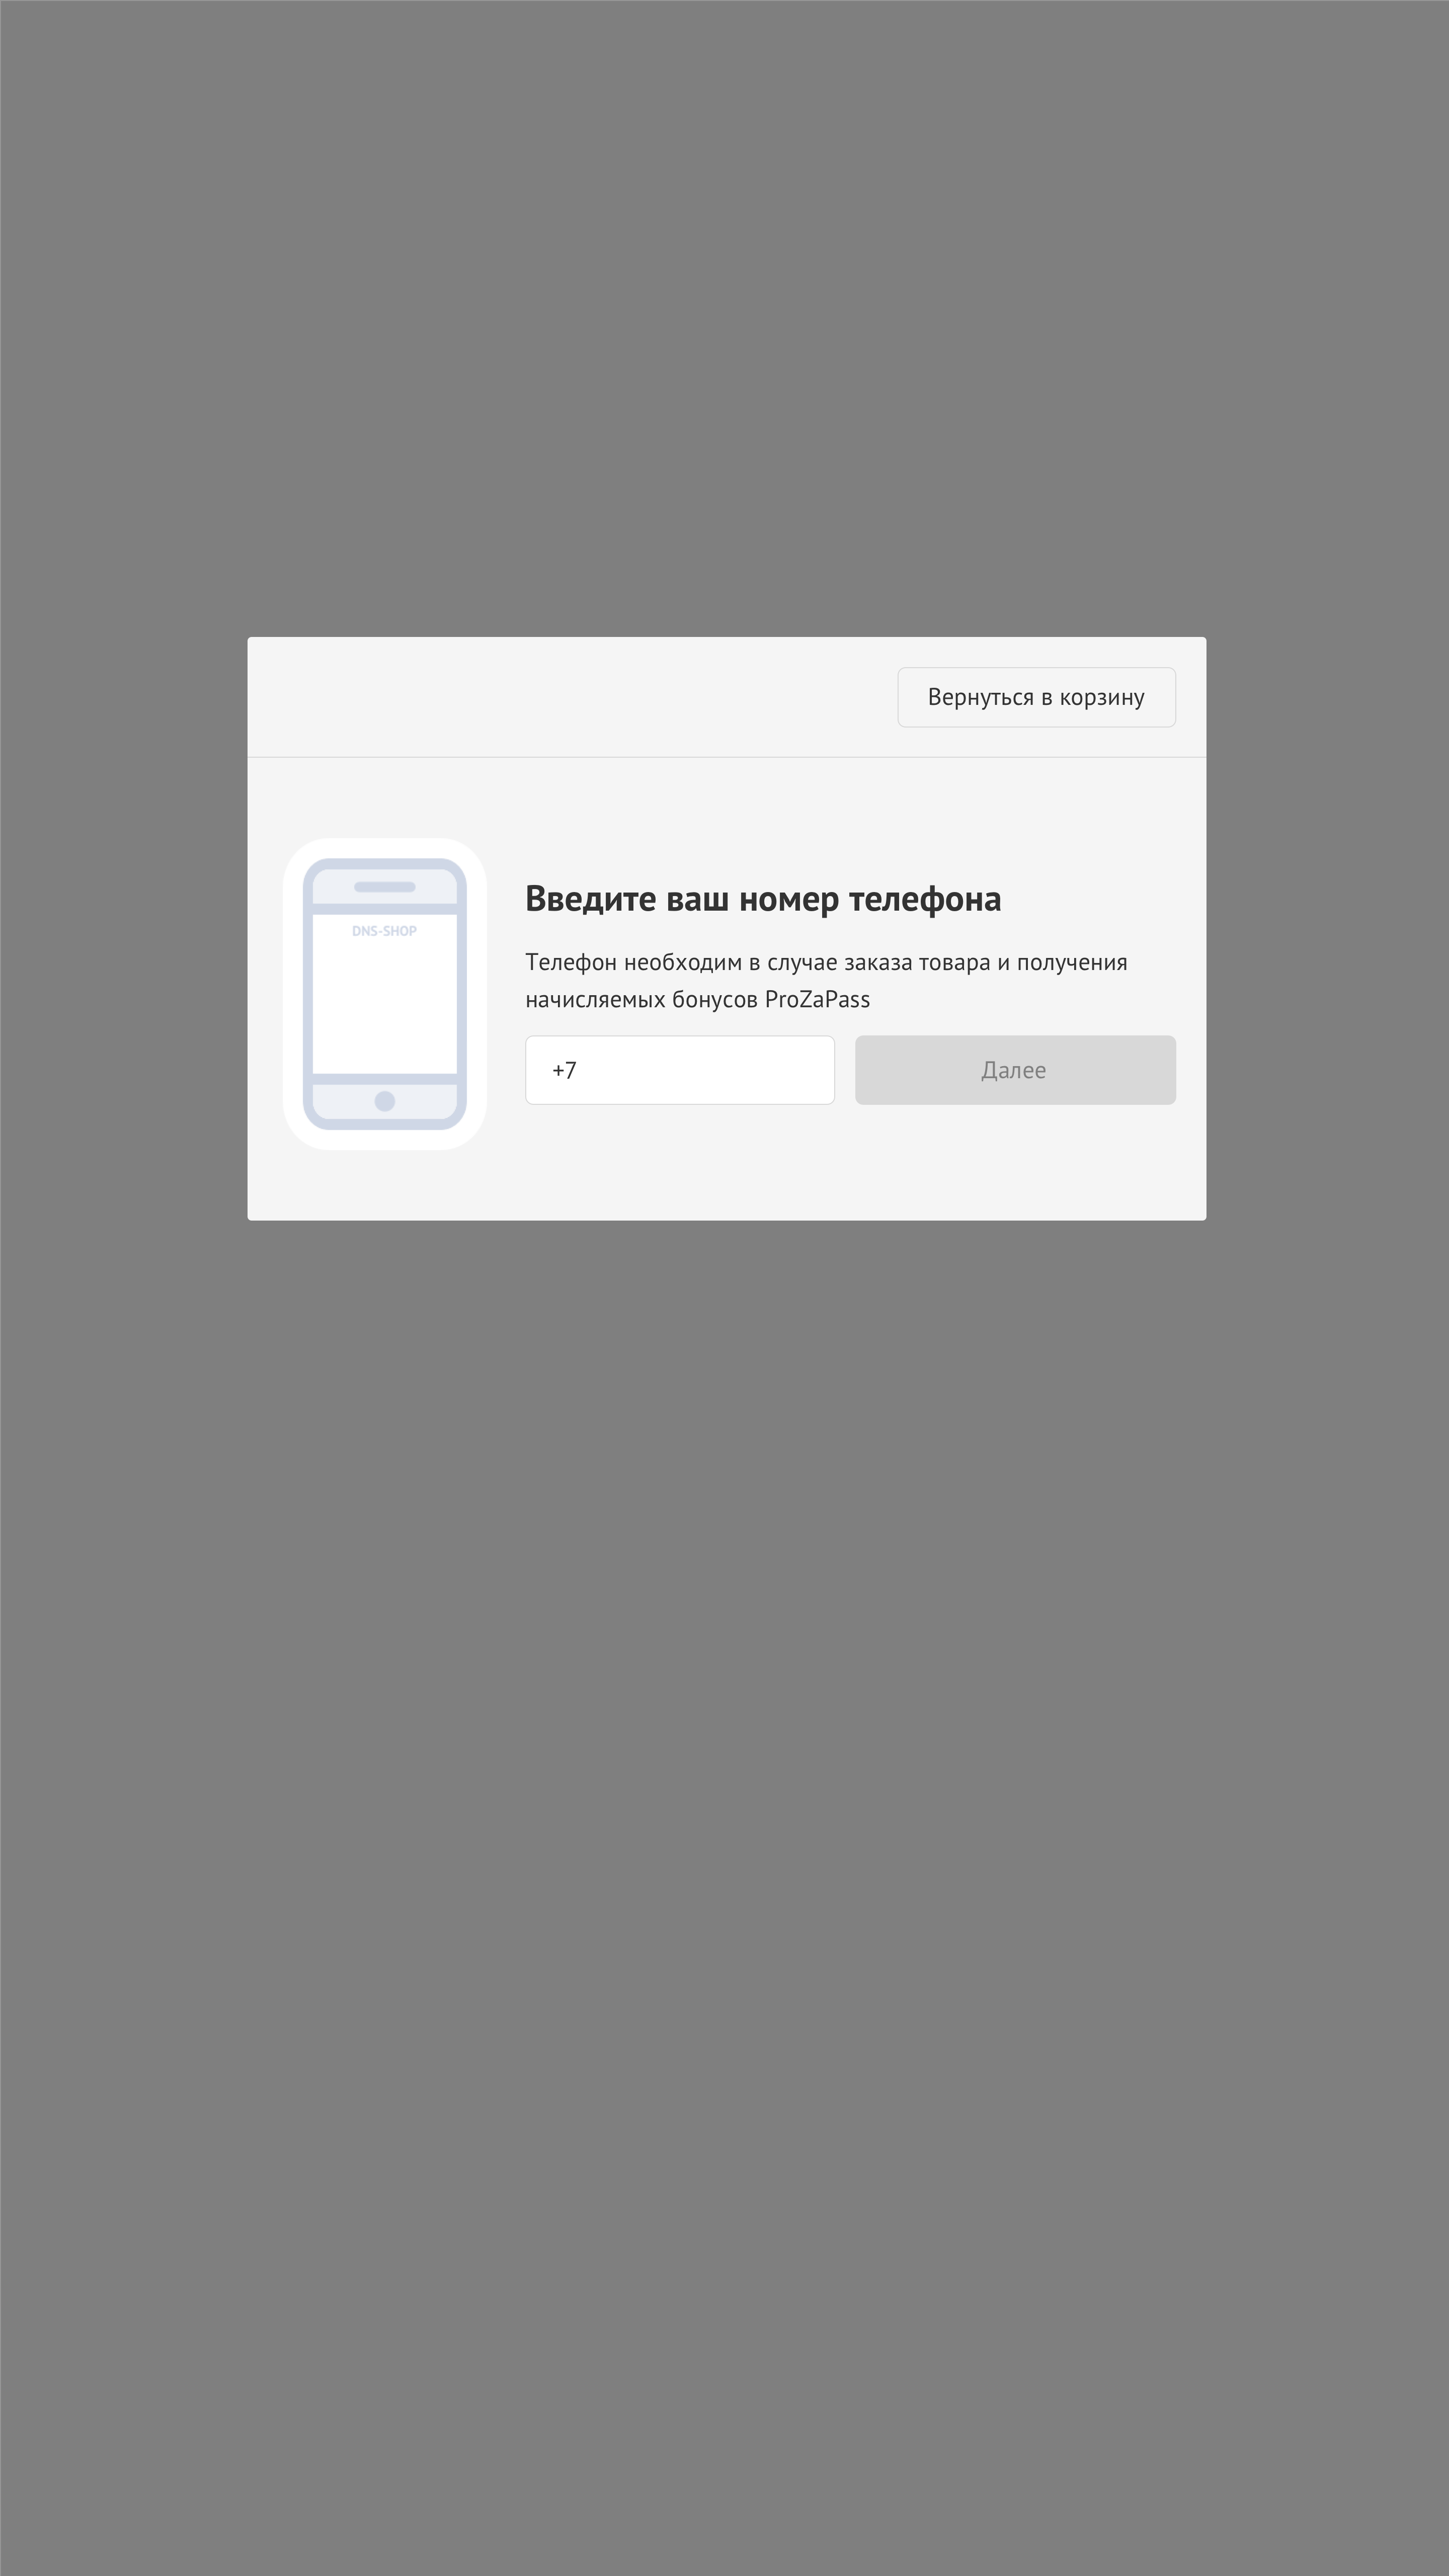 Вернуться в корзину
DNS-SHOP
Введите ваш номер телефона
Телефон необходим в случае заказа товара и получения
начисляемых бонусов ProZaPass
+7
Далее